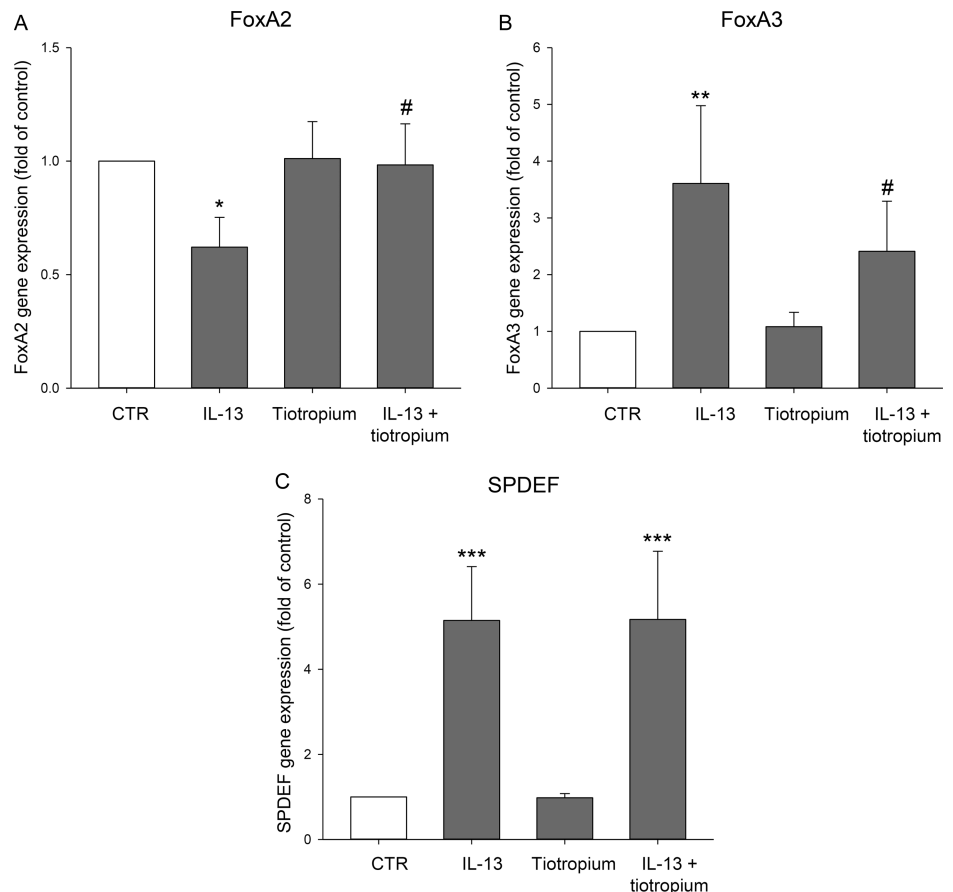 A
FoxA2
FoxA2 gene expression (fold of control)
1.5
1.0
0.5
0.0
*
#
CTR
IL-13
Tiotropium
IL-13 +
tiotropium
B
FoxA3
FoxA3 gene expression (fold of control)
6
5
4
3
2
1
0
**
#
CTR
IL-13
Tiotropium
IL-13 +
tiotropium
C
SPDEF
SPDEF gene expression (fold of control)
8
6
4
2
0
***
***
CTR
IL-13
Tiotropium
IL-13 +
tiotropium